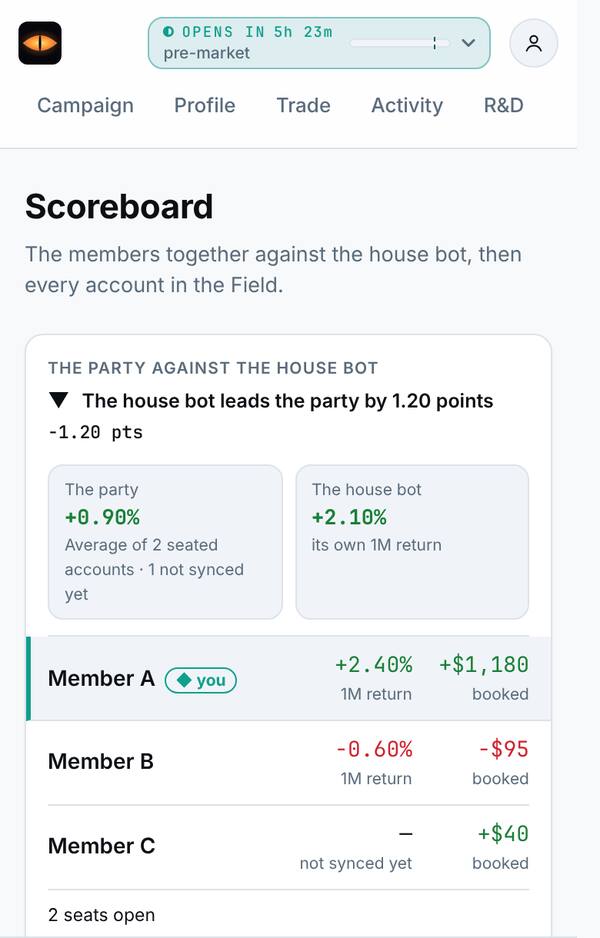 OPENS IN 5h 23m
pre-market
Campaign Profile Trade Activity R&D
Scoreboard
The members together against the house bot, then
every account in the Field.
THE PARTY AGAINST THE HOUSE BOT
▼ The house bot leads the party by 1.20 points
-1.20 pts
The party
+0.90%
Average of 2 seated
accounts · 1 not synced
yet
The house bot
+2.10%
its own 1M return
Member A ◆ you +2.40% +$1,180
1M return booked
Member B -0.60% -$95
1M return booked
Member C — +$40
not synced yet booked
2 seats open